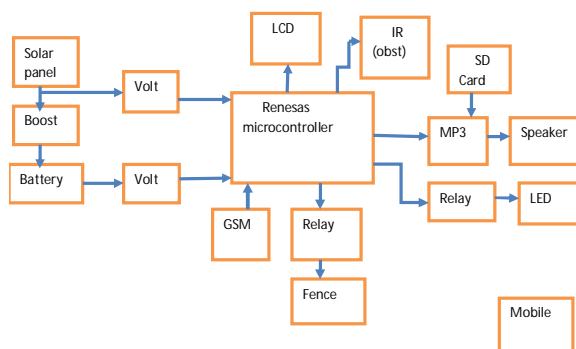 LCD
IR
(obst)
SD
Card
Solar
panel
Volt
Renesas
microcontroller
Boost
MP3
Speaker
Battery
Volt
Relay
LED
GSM
Relay
Fence
Mobile